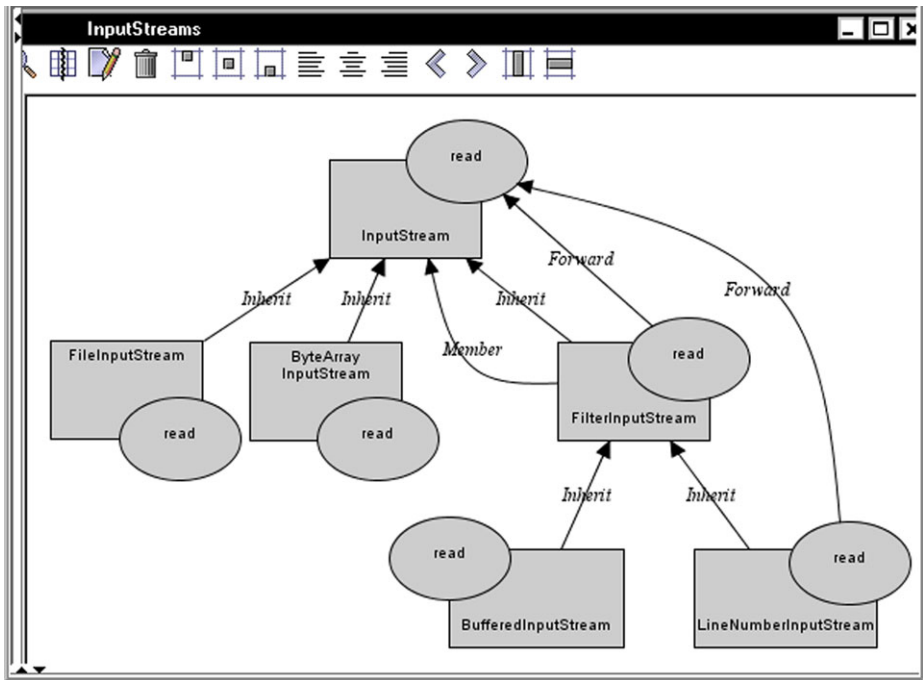 InputStreams
read
InputStream
Forward
Inherit
Inherit
Inherit
Forward
Member
FileInputStream
ByteArray
InputStream
read
FilterInputStream
read
read
Inherit
Inherit
read
read
BufferedInputStream
LineNumberInputStream